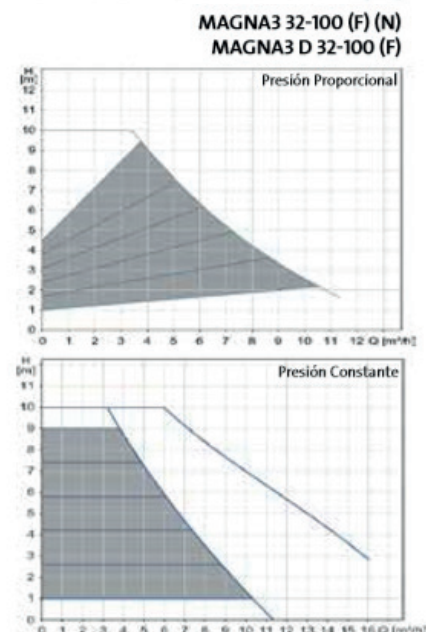 MAGNA3 32-100 (F) (N)
MAGNA3 D 32-100 (F)
H
[m]
Presión Proporcional
12
11
10
9
8
7
6
5
4
3
2
1
0
0 1 2 3 4 5 6 7 8 9 10 11 12 Q [m³/h]
H
[m]
Presión Constante
11
10
9
8
7
6
5
4
3
2
1
0
0 1 2 3 4 5 6 7 8 9 10 11 12 13 14 15 16 Q [m³/h]